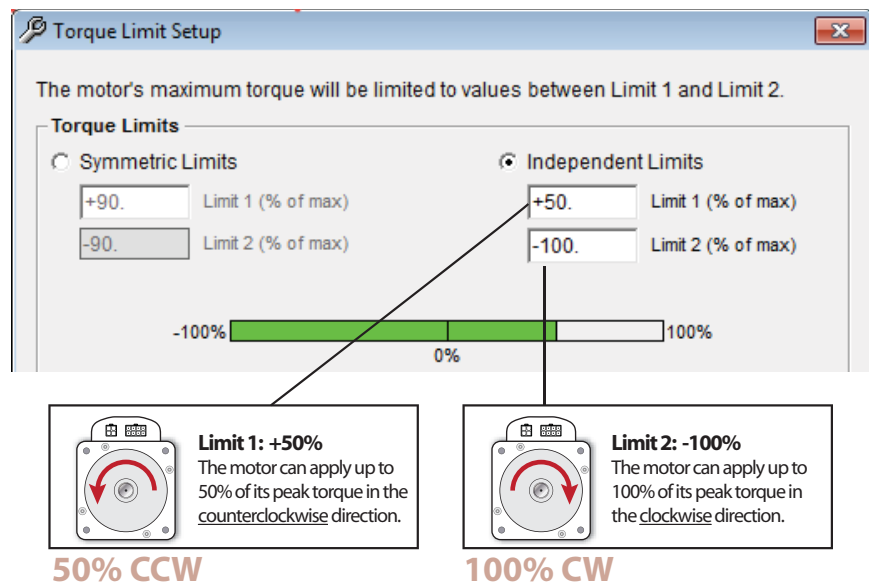 Torque Limit Setup
The motor's maximum torque will be limited to values between Limit 1 and Limit 2.
Torque Limits
Symmetric Limits
+90. Limit 1 (% of max)
-90. Limit 2 (% of max)
Independent Limits
+50. Limit 1 (% of max)
-100. Limit 2 (% of max)
-100% 100%
0%
Limit 1: +50%
The motor can apply up to
50% of its peak torque in the
counterclockwise direction.
50% CCW
Limit 2: -100%
The motor can apply up to
100% of its peak torque in
the clockwise direction.
100% CW